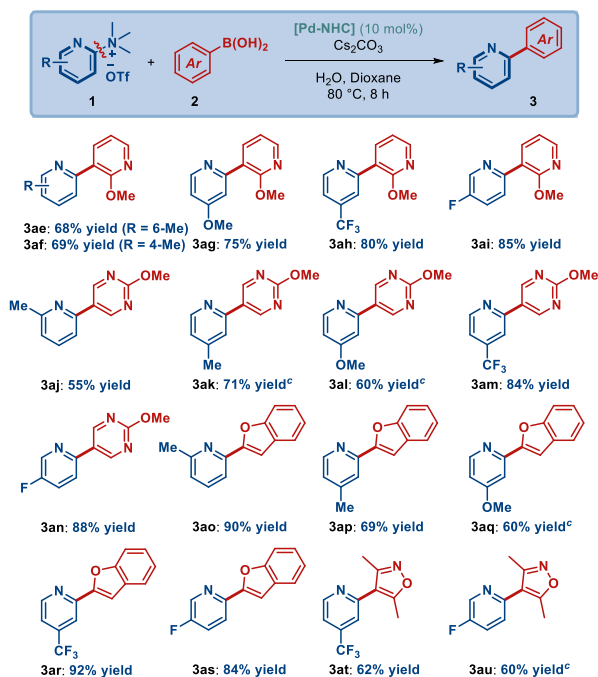 [Pd-NHC] (10 mol%)
Cs2CO3
H2O, Dioxane
80 °C, 8 h
R N N + − OTf
1
+
Ar B(OH)2
2
R N Ar
3
R N N OMe
3ae: 68% yield (R = 6-Me)
3af: 69% yield (R = 4-Me)
N N OMe OMe
3ag: 75% yield
N N OMe CF3
3ah: 80% yield
N F N OMe
3ai: 85% yield
Me N N N OMe
3aj: 55% yield
N N N OMe Me
3ak: 71% yieldc
N N N OMe OMe
3al: 60% yieldc
N N N OMe CF3
3am: 84% yield
N F N N OMe
3an: 88% yield
Me N O
3ao: 90% yield
N O Me
3ap: 69% yield
N O OMe
3aq: 60% yieldc
N O CF3
3ar: 92% yield
N F O
3as: 84% yield
N N O CF3
3at: 62% yield
N F N O
3au: 60% yieldc